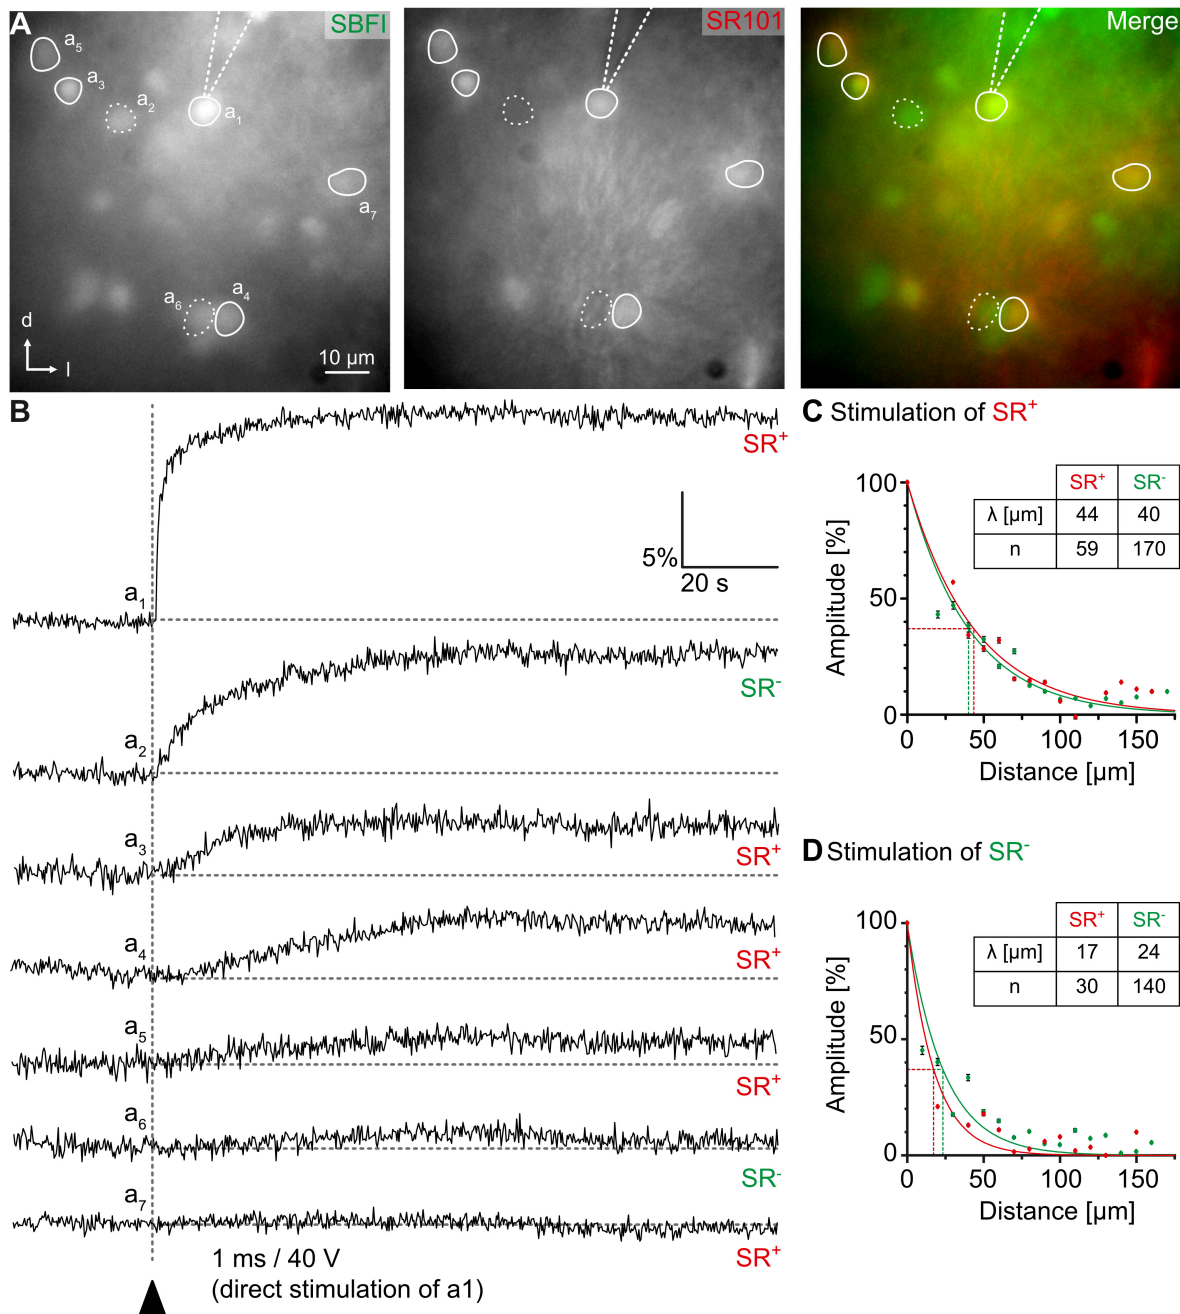 A
SBFI
SR101
Merge
a5
a3
a2
a1
a7
a6
a4
d
l
10 µm
B
SR+
5%
20 s
a1
SR-
a2
a3
SR+
a4
SR+
a5
SR+
a6
SR-
a7
SR+
1 ms / 40 V
(direct stimulation of a1)
C Stimulation of SR+
SR+ SR-
λ [µm] 44 40
n 59 170
100
50
0
Amplitude [%]
0 50 100 150
Distance [µm]
D Stimulation of SR-
SR+ SR-
λ [µm] 17 24
n 30 140
100
50
0
Amplitude [%]
0 50 100 150
Distance [µm]